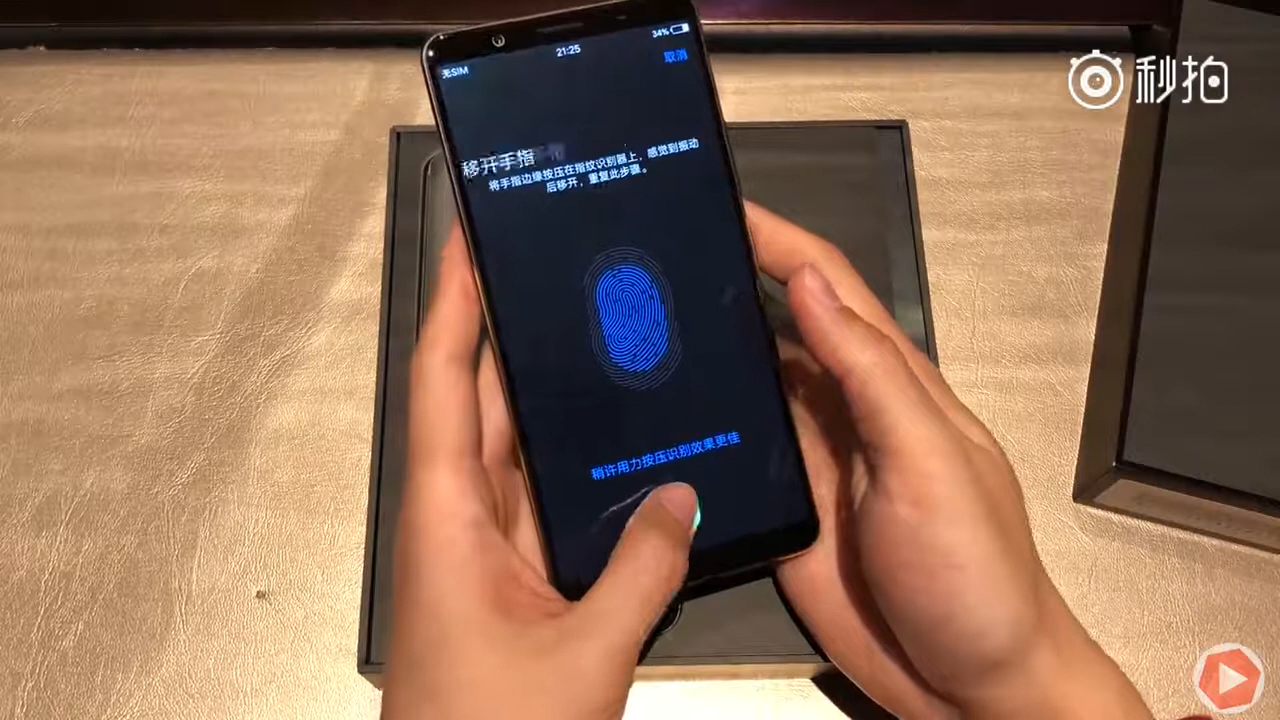 秒拍
无SIM
21:25
34%
取消
移开手指
将手指边缘按压在指纹识别器上，感觉到振动
后移开，重复此步骤。
稍许用力按压识别效果更佳